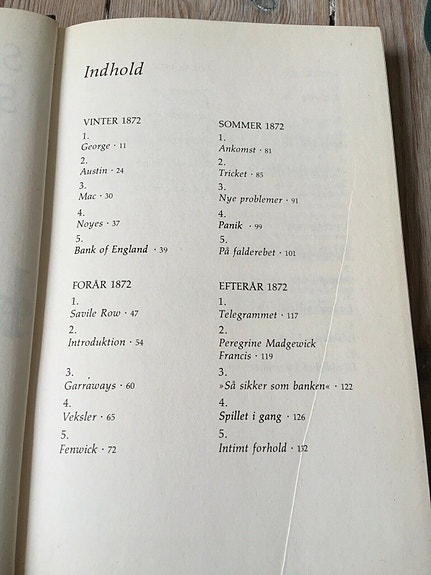 Indhold
VINTER 1872
1.
George · 11
2.
Austin · 24
3.
Mac · 30
4.
Noyes · 37
5.
Bank of England · 39
FORÅR 1872
1.
Savile Row · 47
2.
Introduktion · 54
3.
Garraways · 60
4.
Veksler · 65
5.
Fenwick · 72
SOMMER 1872
1.
Ankomst · 81
2.
Tricket · 85
3.
Nye problemer · 91
4.
Panik · 99
5.
På falderebet · 101
EFTERÅR 1872
1.
Telegrammet · 117
2.
Peregrine Madgewick
Francis · 119
3.
»Så sikker som banken« · 122
4.
Spillet i gang · 126
5.
Intimt forhold · 132